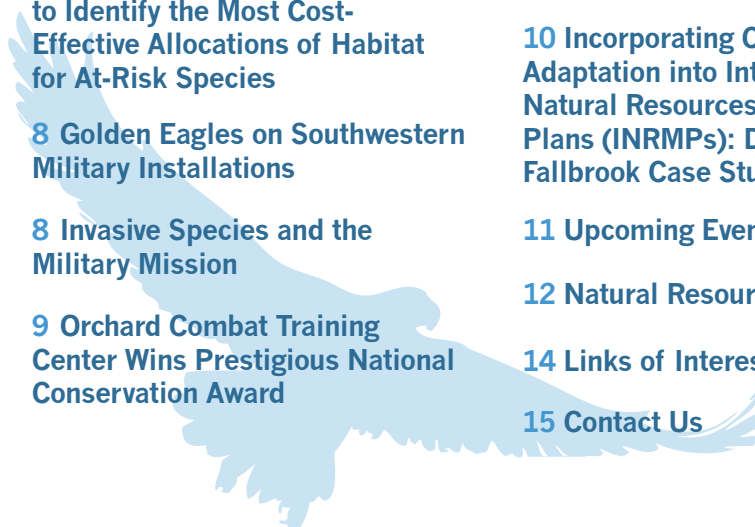 to Identify the Most Cost-
Effective Allocations of Habitat
for At-Risk Species
8 Golden Eagles on Southwestern
Military Installations
8 Invasive Species and the
Military Mission
9 Orchard Combat Training
Center Wins Prestigious National
Conservation Award
10 Incorporating
Adaptation into
Natural Resources
Plans (INRMPs):
Fallbrook Case
11 Upcoming
12 Natural
14 Links of
15 Contact Us